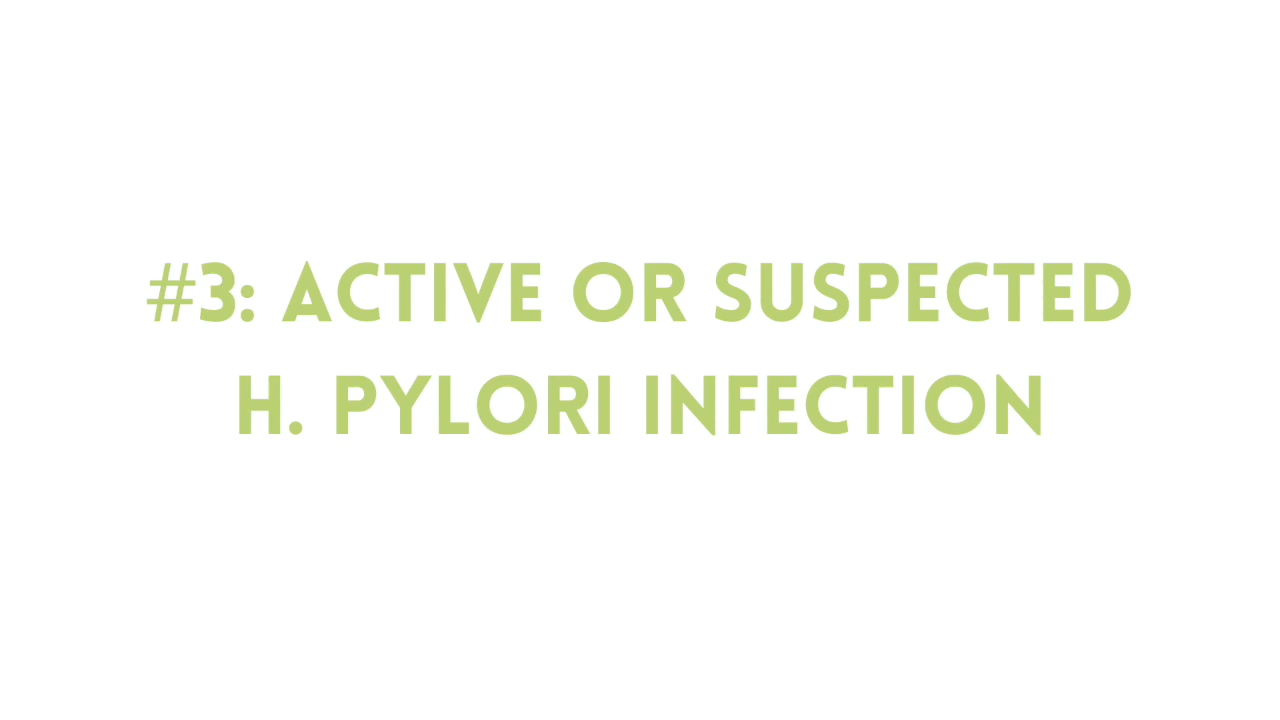 #3: ACTIVE OR SUSPECTED
H. PYLORI INFECTION